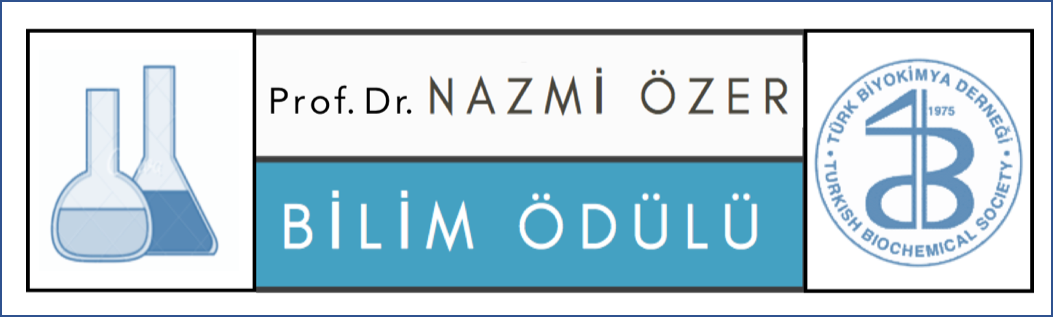 Prof. Dr. NAZMİ ÖZER
BİLİM ÖDÜLÜ
TÜRK BİYOKİMYA DERNEĞİ
1975
TURKISH BIOCHEMICAL SOCIETY